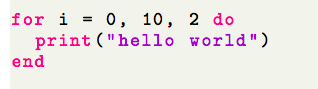 for i = 0, 10, 2 do
  print("hello world")
end